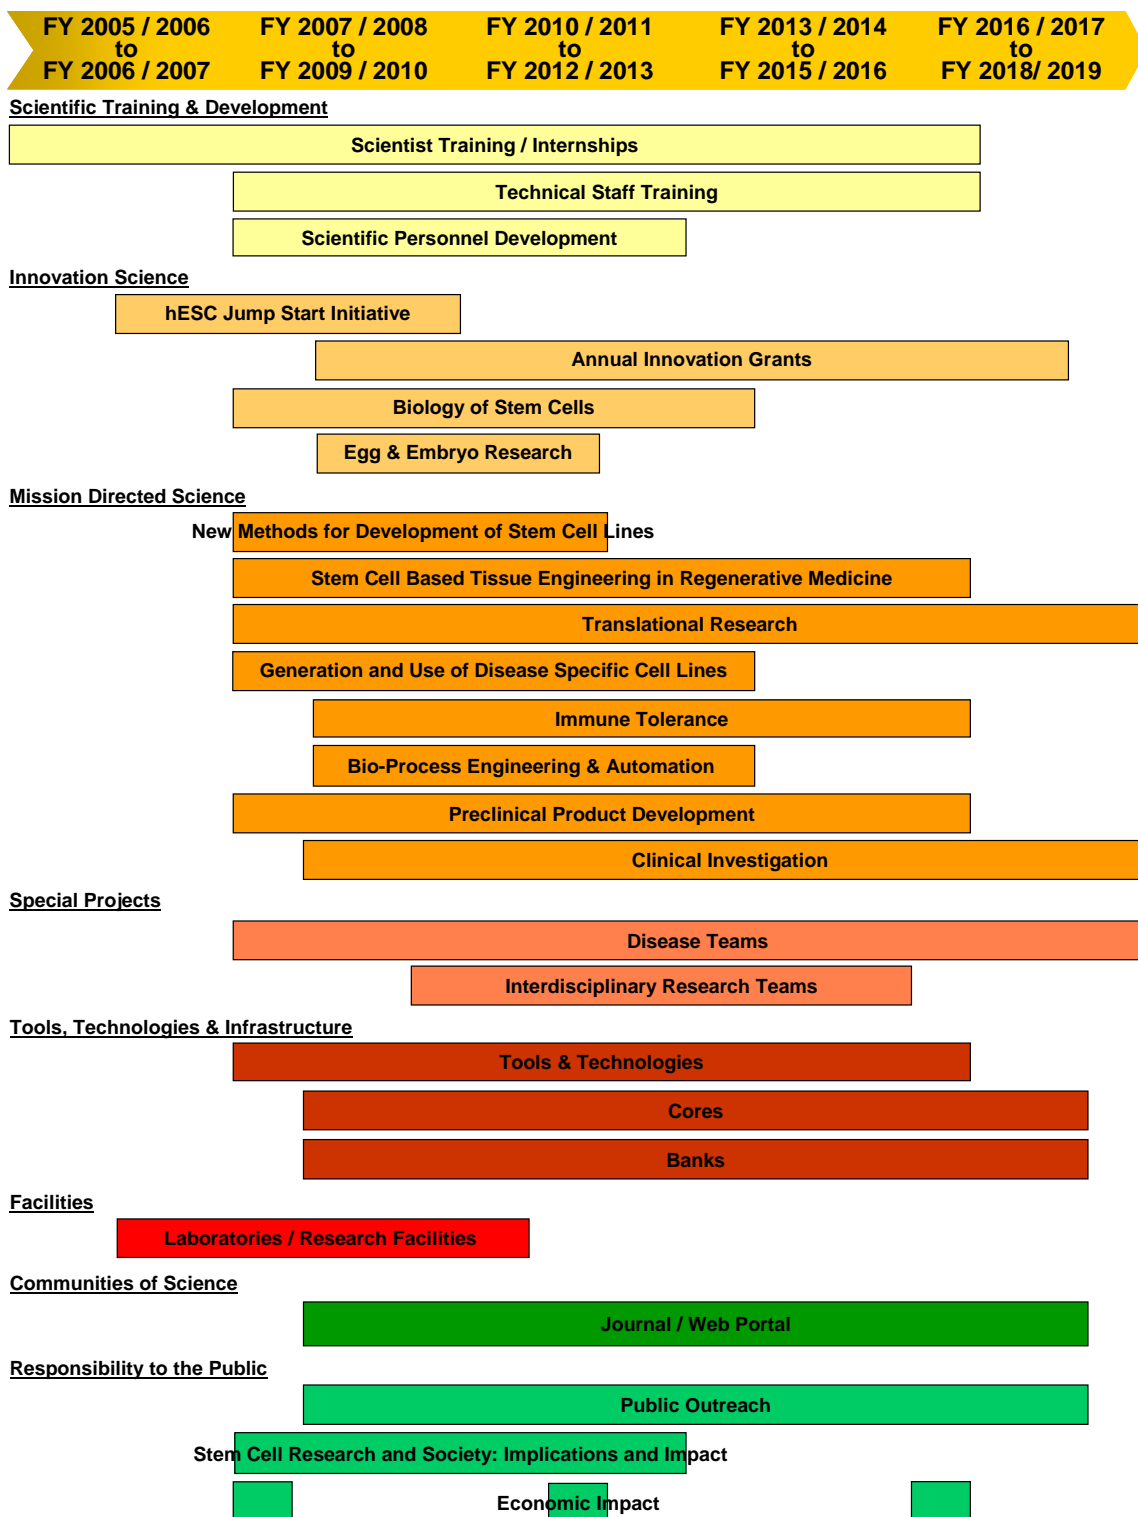 FY 2005 / 2006
to
FY 2006 / 2007
FY 2007 / 2008
to
FY 2009 / 2010
FY 2010 / 2011
to
FY 2012 / 2013
FY 2013 / 2014
to
FY 2015 / 2016
FY 2016 / 2017
to
FY 2018/ 2019
Scientific Training & Development
Scientist Training / Internships
Technical Staff Training
Scientific Personnel Development
Innovation Science
hESC Jump Start Initiative
Annual Innovation Grants
Biology of Stem Cells
Egg & Embryo Research
Mission Directed Science
New Methods for Development of Stem Cell Lines
Stem Cell Based Tissue Engineering in Regenerative Medicine
Translational Research
Generation and Use of Disease Specific Cell Lines
Immune Tolerance
Bio-Process Engineering & Automation
Preclinical Product Development
Clinical Investigation
Special Projects
Disease Teams
Interdisciplinary Research Teams
Tools, Technologies & Infrastructure
Tools & Technologies
Cores
Banks
Facilities
Laboratories / Research Facilities
Communities of Science
Journal / Web Portal
Responsibility to the Public
Public Outreach
Stem Cell Research and Society: Implications and Impact
Economic Impact